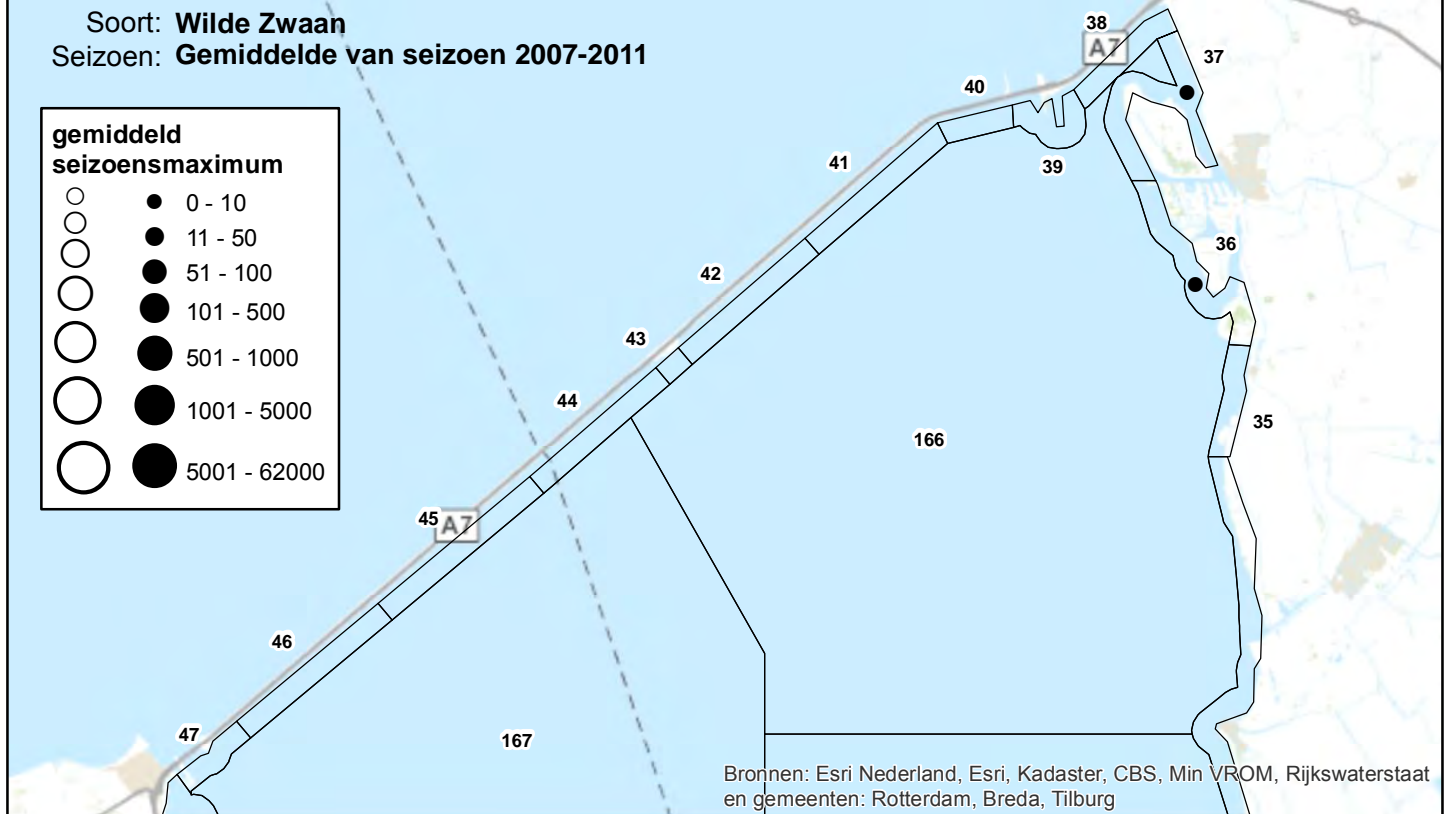 Soort: Wilde Zwaan
Seizoen: Gemiddelde van seizoen 2007-2011
gemiddeld
seizoensmaximum
0 - 10
11 - 50
51 - 100
101 - 500
501 - 1000
1001 - 5000
5001 - 62000
38
A7
37
40
41
39
36
42
43
44
35
166
45
A7
46
47
167
Bronnen: Esri Nederland, Esri, Kadaster, CBS, Min VROM, Rijkswaterstaat
en gemeenten: Rotterdam, Breda, Tilburg